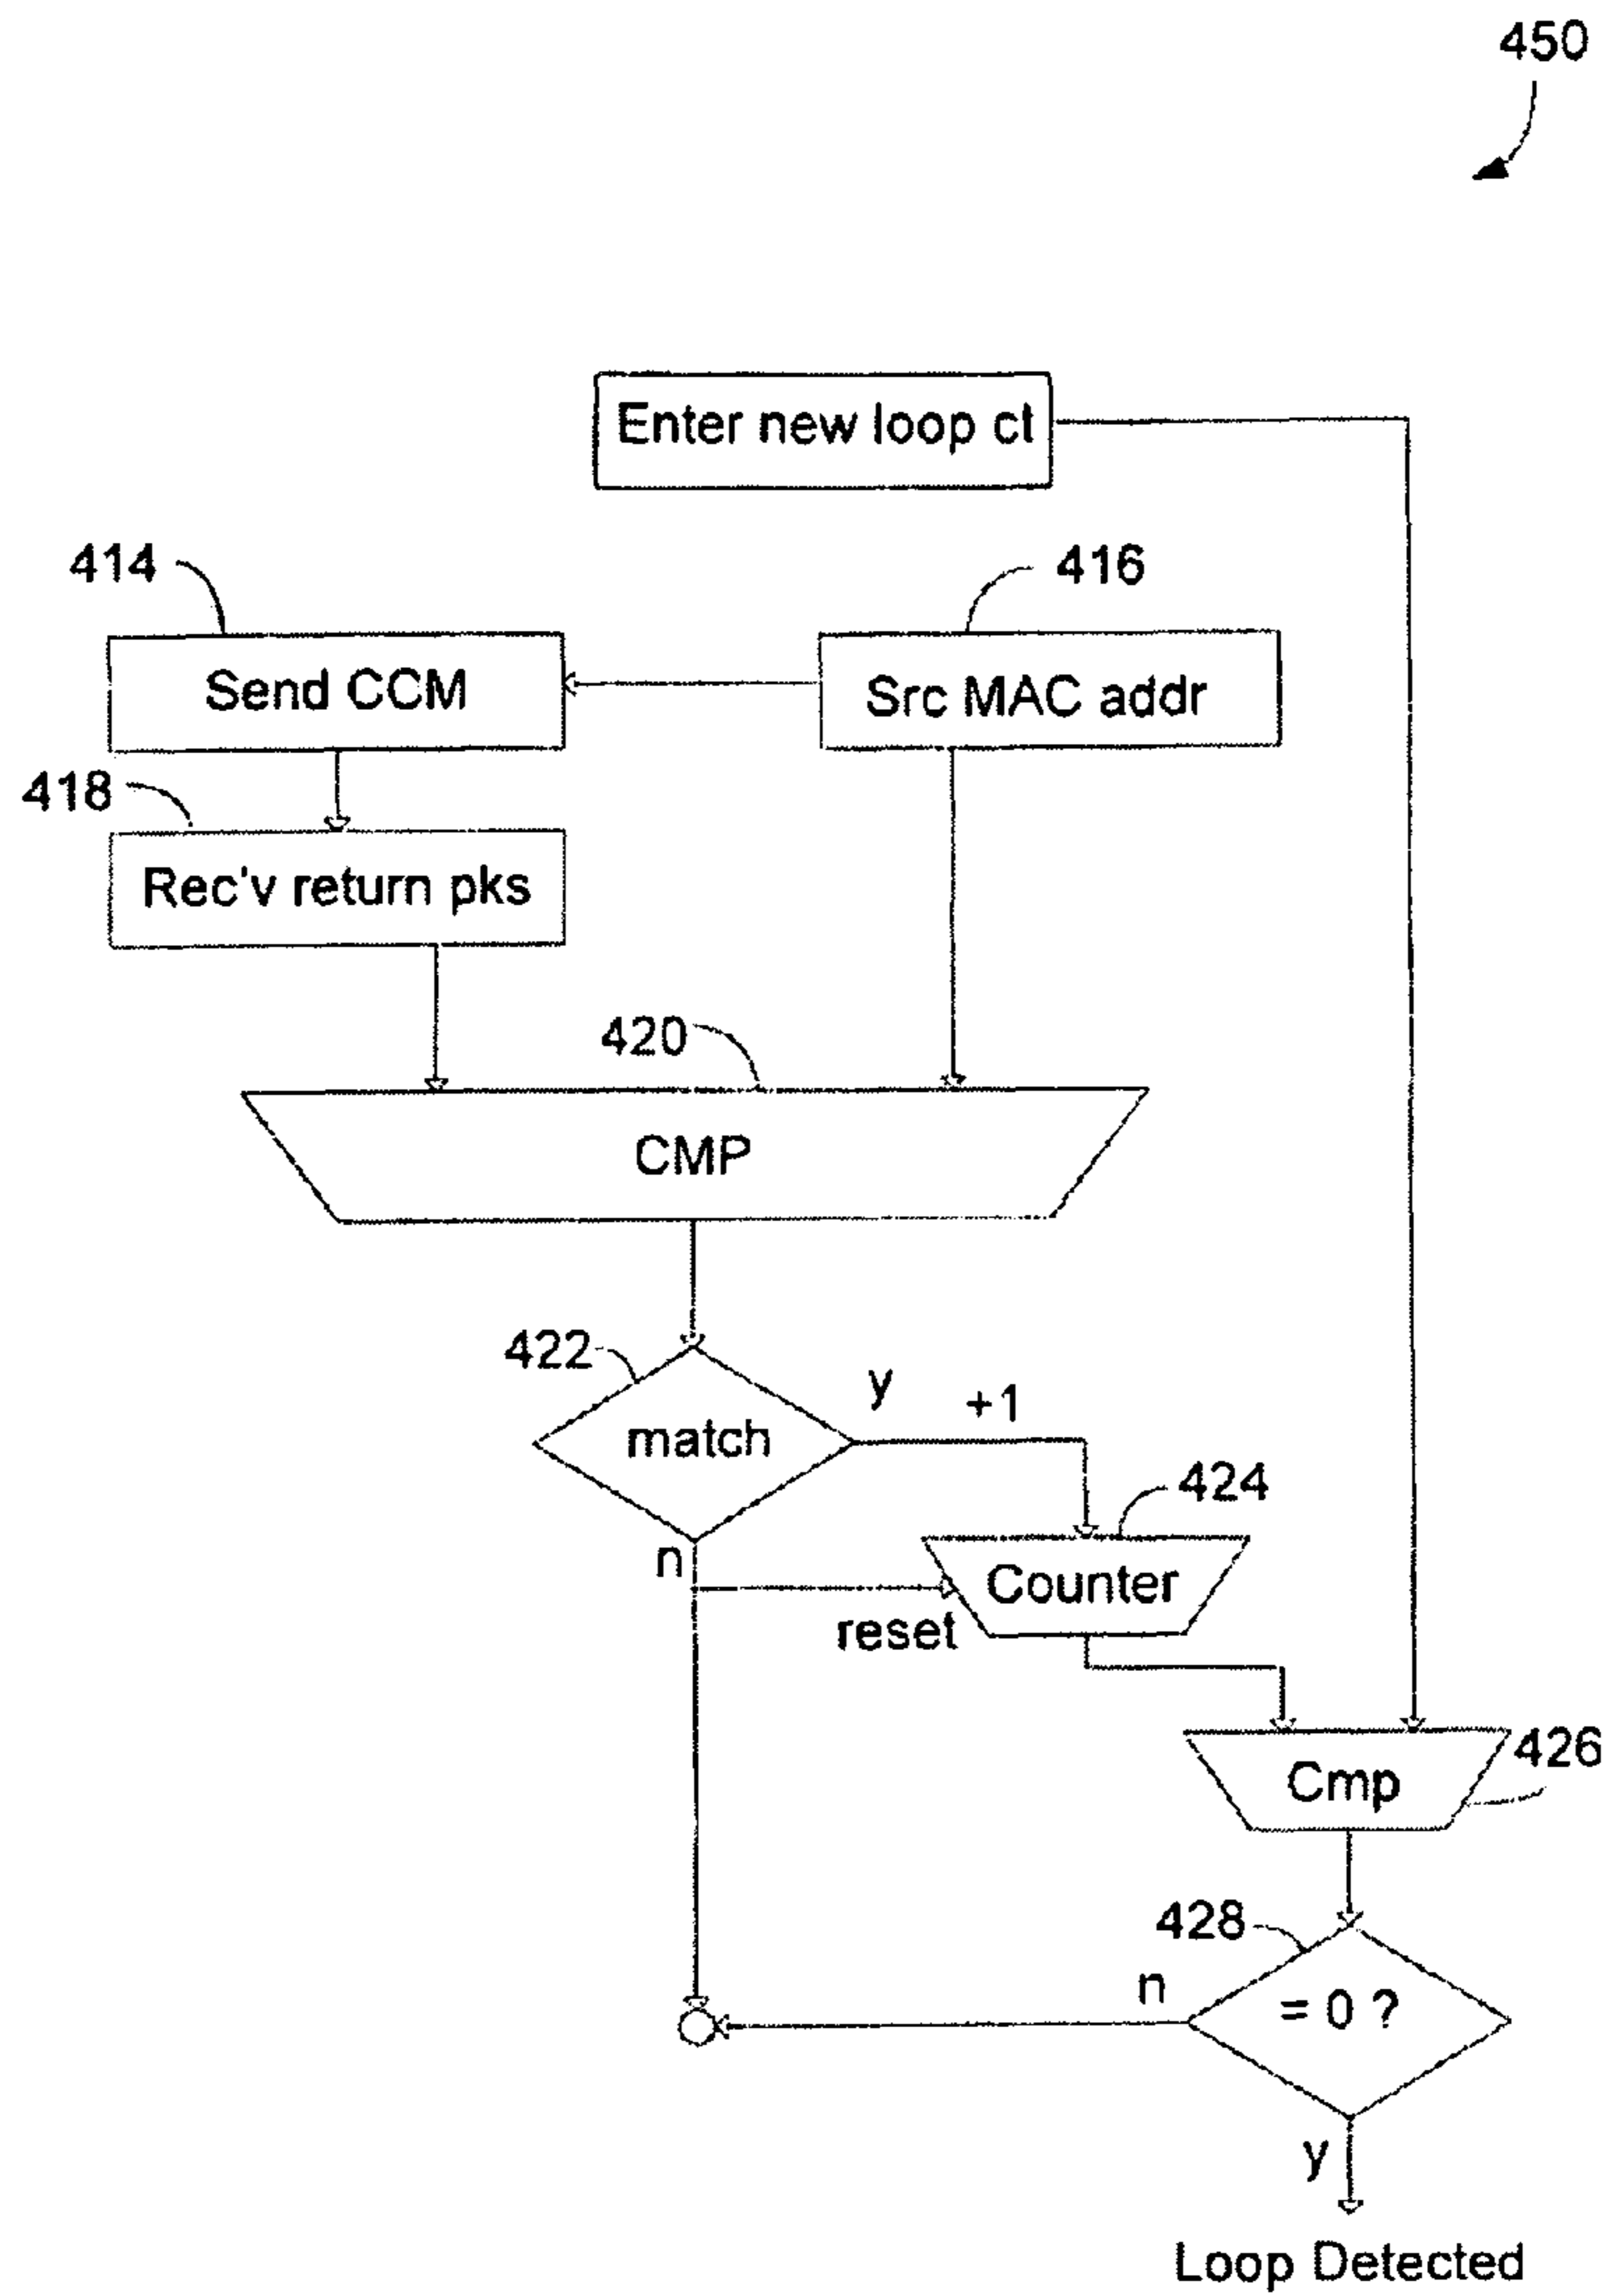 450
Enter new loop ct
414
416
Send CCM
Src MAC addr
418
Rec'v return pks
420
CMP
422
y
+1
match
424
n
Counter
reset
426
Cmp
428
n
= 0 ?
y
Loop Detected